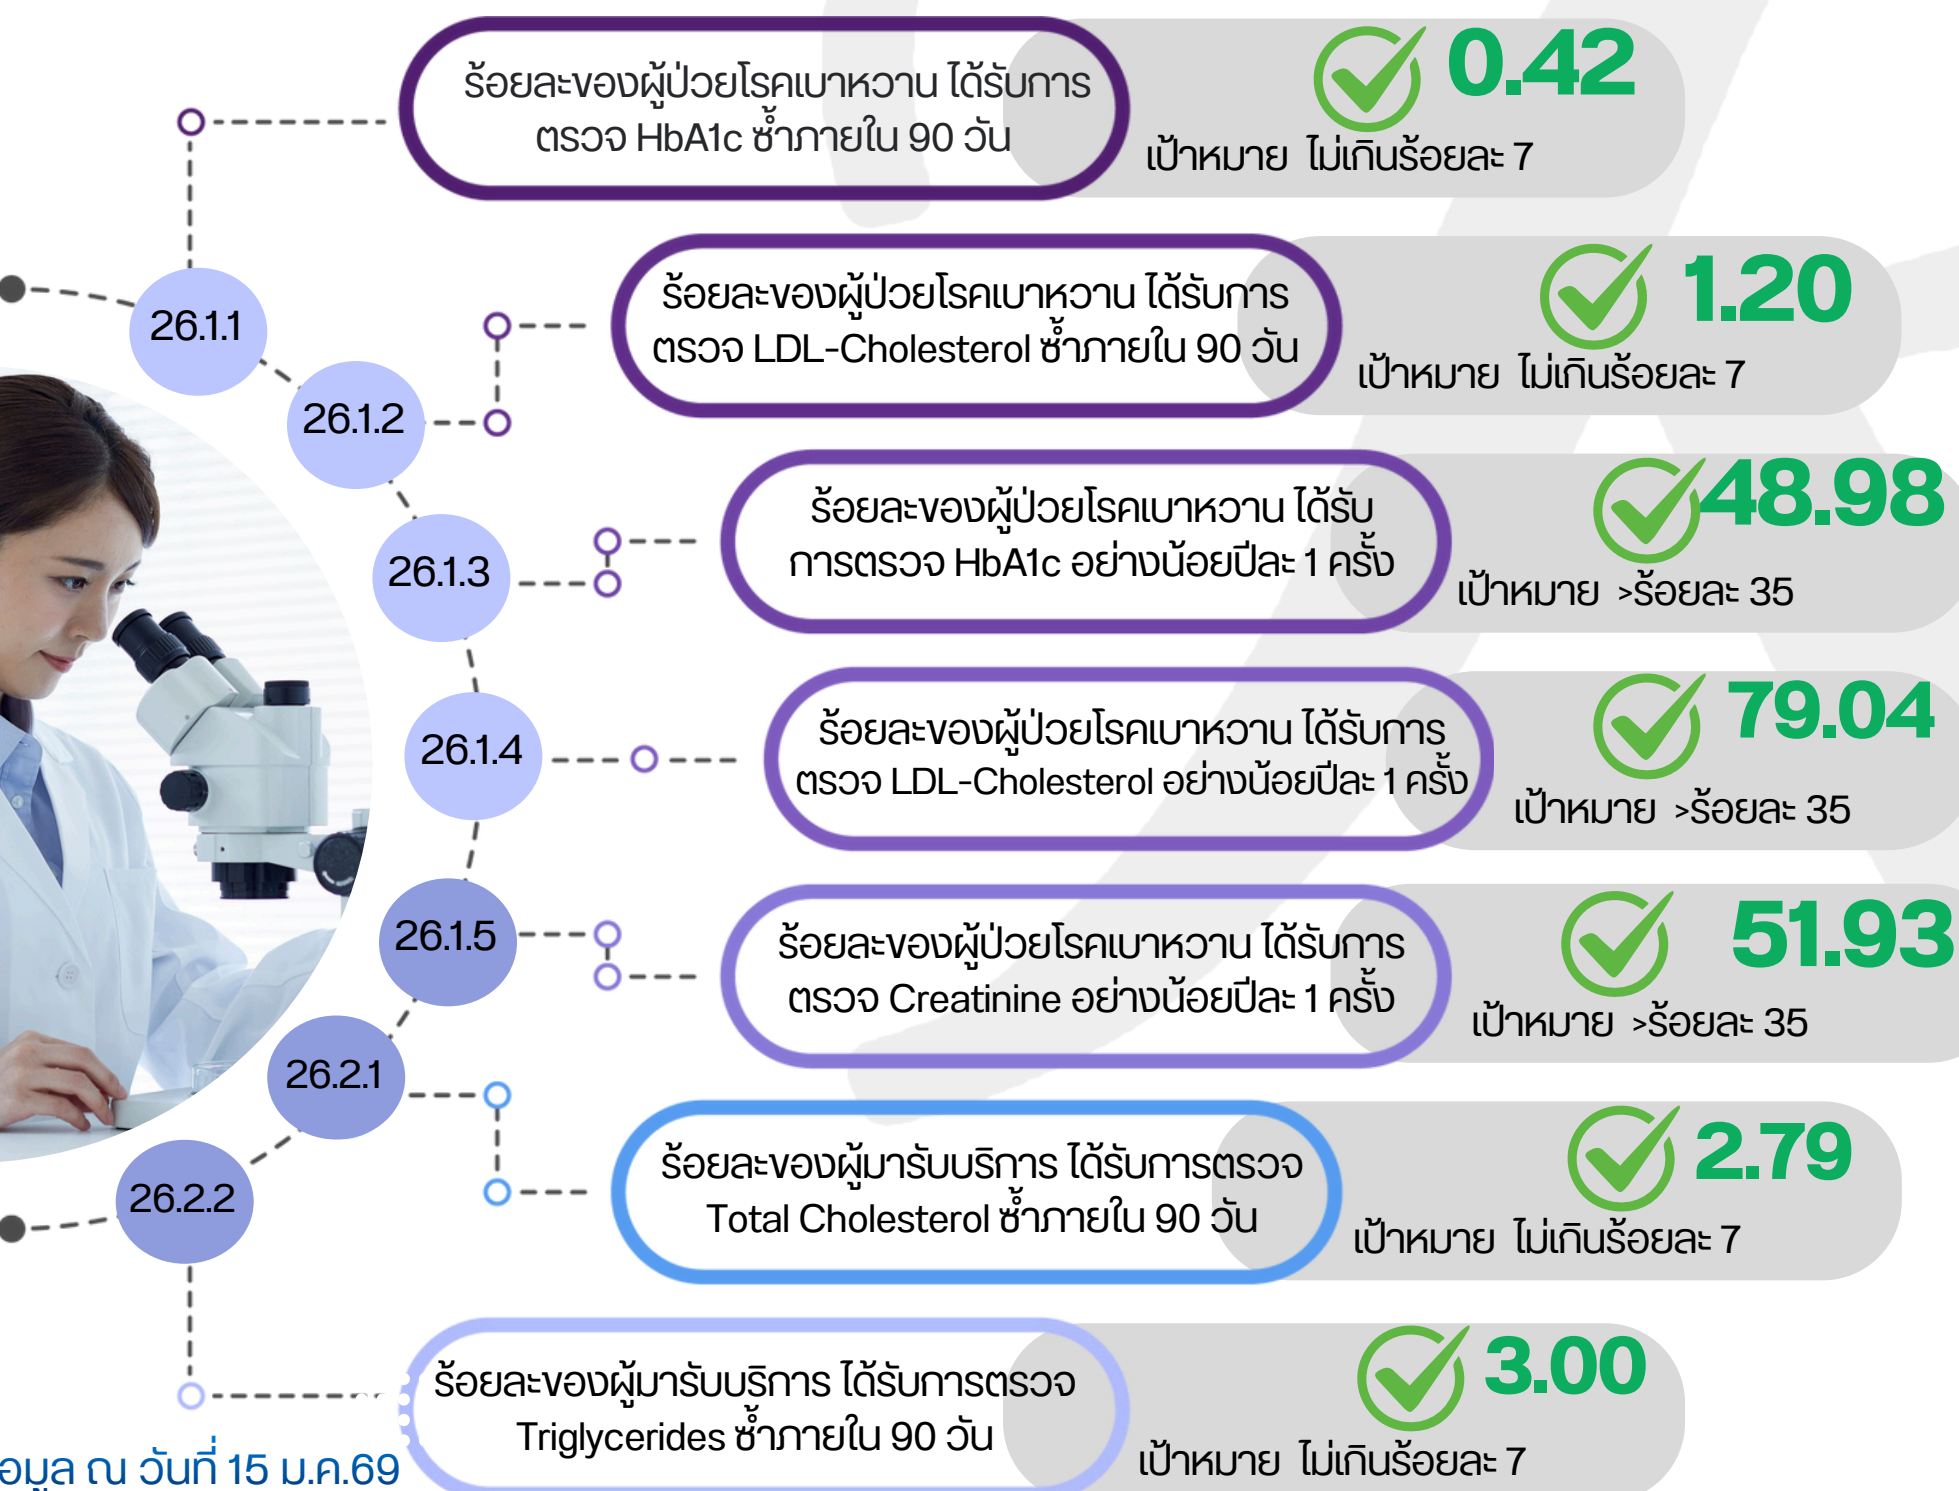 ร้อยละของผู้ป่วยโรคเบาหวาน ได้รับการ
ตรวจ HbA1c ซ้ำภายใน 90 วัน
0.42
เป้าหมาย ไม่เกินร้อยละ 7
26.1.1
ร้อยละของผู้ป่วยโรคเบาหวาน ได้รับการ
ตรวจ LDL-Cholesterol ซ้ำภายใน 90 วัน
1.20
เป้าหมาย ไม่เกินร้อยละ 7
26.1.2
ร้อยละของผู้ป่วยโรคเบาหวาน ได้รับ
การตรวจ HbA1c อย่างน้อยปีละ 1 ครั้ง
48.98
เป้าหมาย >ร้อยละ 35
26.1.3
ร้อยละของผู้ป่วยโรคเบาหวาน ได้รับการ
ตรวจ LDL-Cholesterol อย่างน้อยปีละ 1 ครั้ง
79.04
เป้าหมาย >ร้อยละ 35
26.1.4
ร้อยละของผู้ป่วยโรคเบาหวาน ได้รับการ
ตรวจ Creatinine อย่างน้อยปีละ 1 ครั้ง
51.93
เป้าหมาย >ร้อยละ 35
26.1.5
26.2.1
ร้อยละของผู้มารับบริการ ได้รับการตรวจ
Total Cholesterol ซ้ำภายใน 90 วัน
2.79
เป้าหมาย ไม่เกินร้อยละ 7
26.2.2
ร้อยละของผู้มารับบริการ ได้รับการตรวจ
Triglycerides ซ้ำภายใน 90 วัน
3.00
เป้าหมาย ไม่เกินร้อยละ 7
อมูล ณ วันที่ 15 ม.ค.69